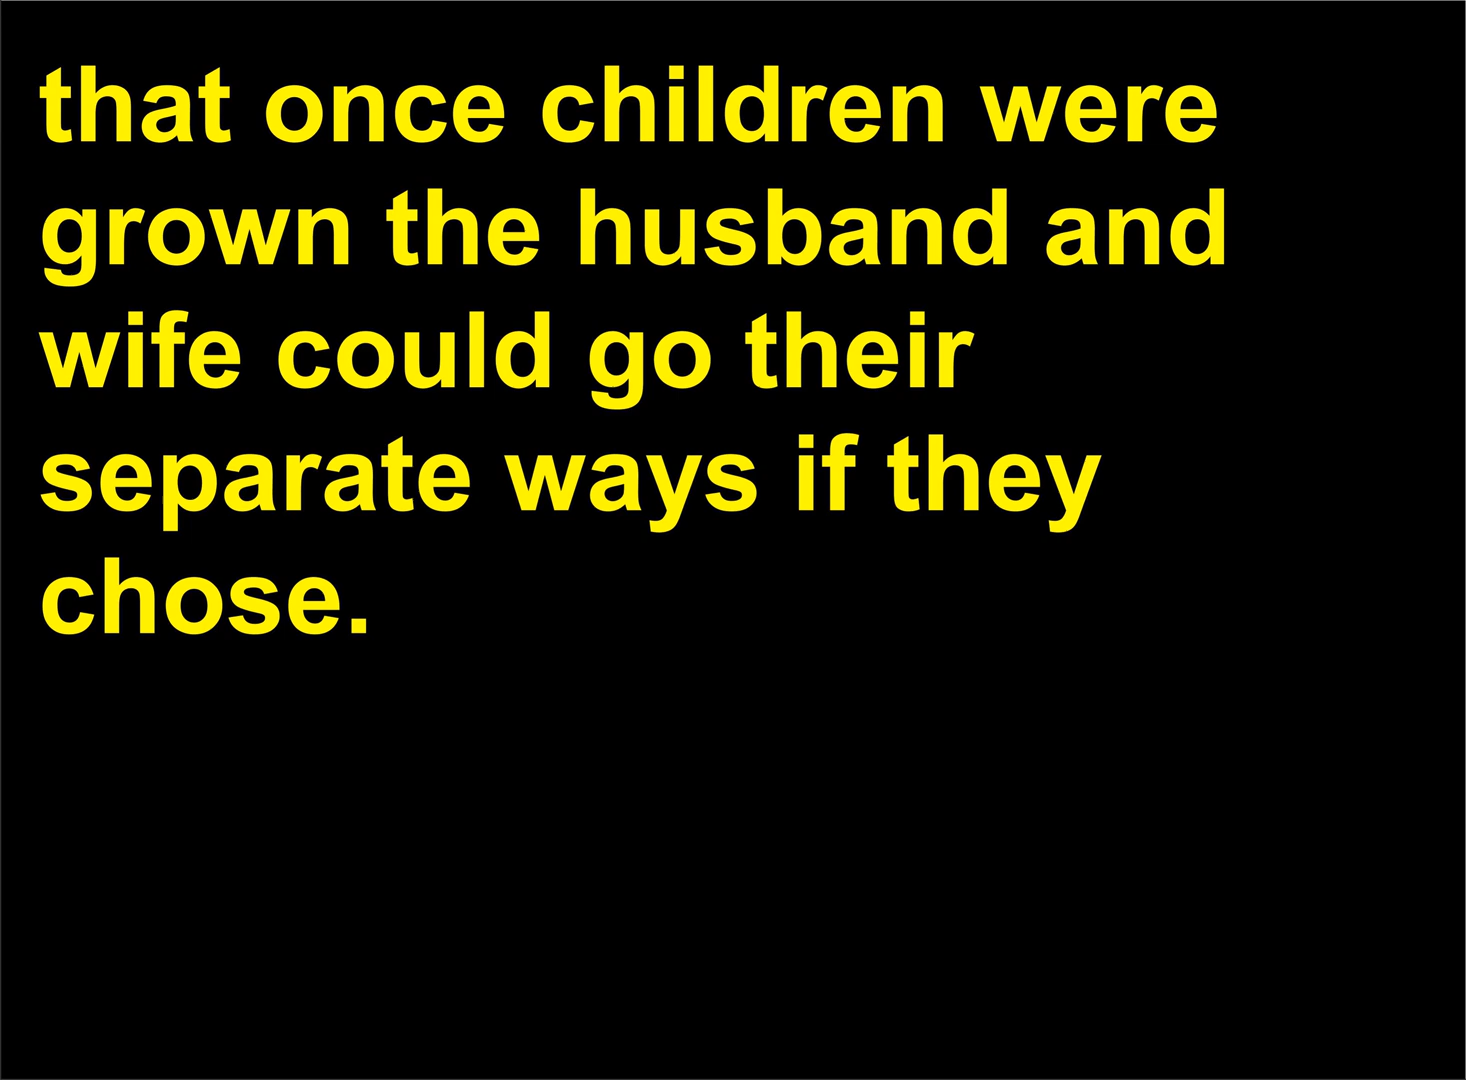 that once children were
grown the husband and
wife could go their
separate ways if they
chose.